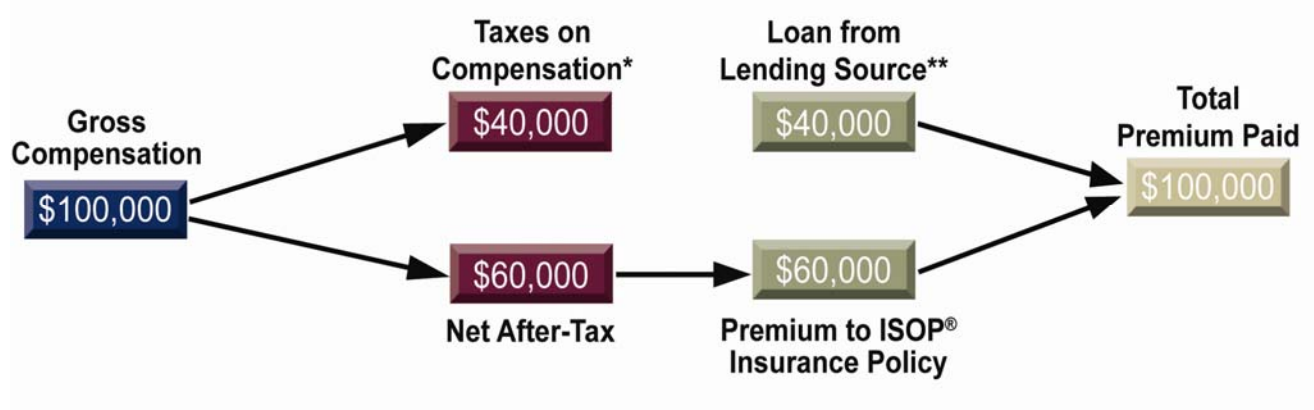 Gross
Compensation
$100,000
Taxes on
Compensation*
$40,000
$60,000
Net After-Tax
Loan from
Lending Source**
$40,000
$60,000
Premium to ISOP®
Insurance Policy
Total
Premium Paid
$100,000